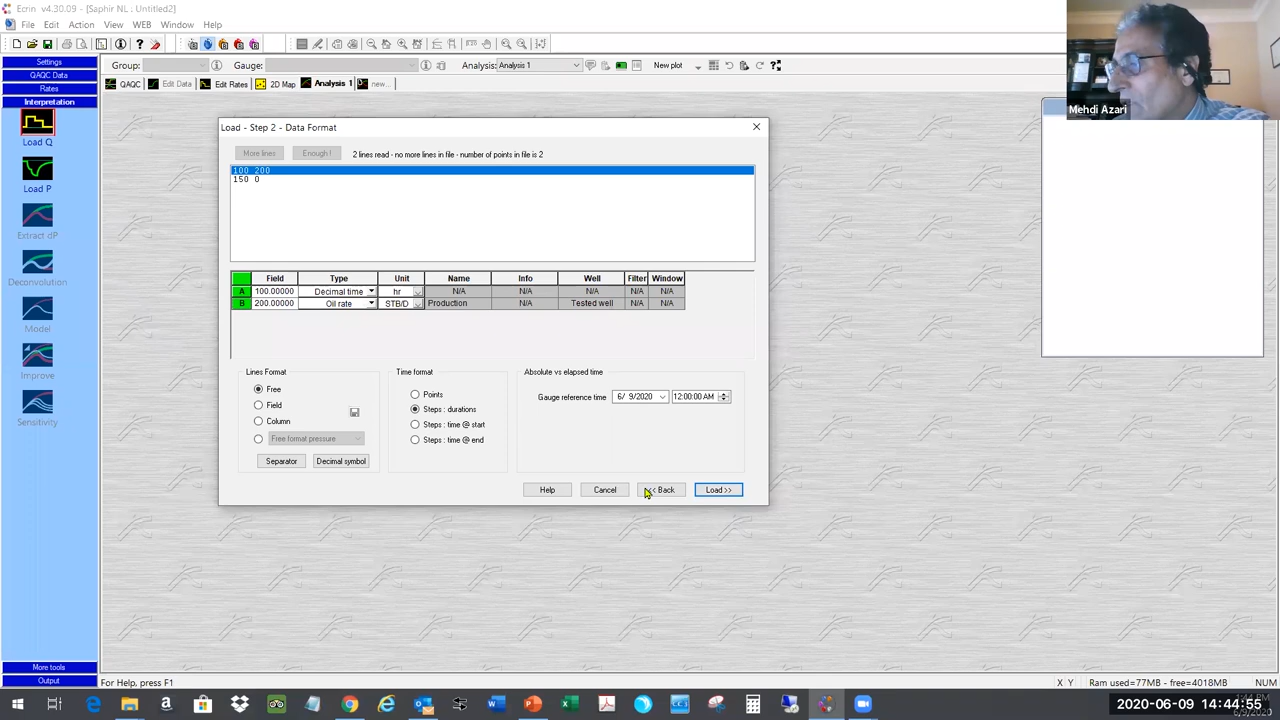 Ecrin v4.30.09 - [Saphir NL : Untitled2]
File Edit Action View WEB Window Help
Group: Gauge: Analysis: Analysis 1 New plot
QAQC Edit Data Edit Rates 2D Map Analysis 1 new...
Settings
QAQC Data
Rates
Interpretation
Load Q
Load P
Extract dP
Deconvolution
Model
Improve
Sensitivity
More tools
Output
Mehdi Azari
Load - Step 2 - Data Format
More lines Enough ! 2 lines read - no more lines in file - number of points in file is 2
100 200
150 0
Field Type Unit Name Info Well Filter Window
A 100.00000 Decimal time hr N/A N/A N/A N/A N/A
B 200.00000 Oil rate STB/D Production N/A Tested well N/A N/A
Lines Format
Free
Field
Column
Free format pressure
Separator Decimal symbol
Time format
Points
Steps : durations
Steps : time @ start
Steps : time @ end
Absolute vs elapsed time
Gauge reference time 6/ 9/2020 12:00:00 AM
Help Cancel << Back Load >>
For Help, press F1
X Y Ram used=77MB - free=4018MB NUM
2020-06-09 14:44:55